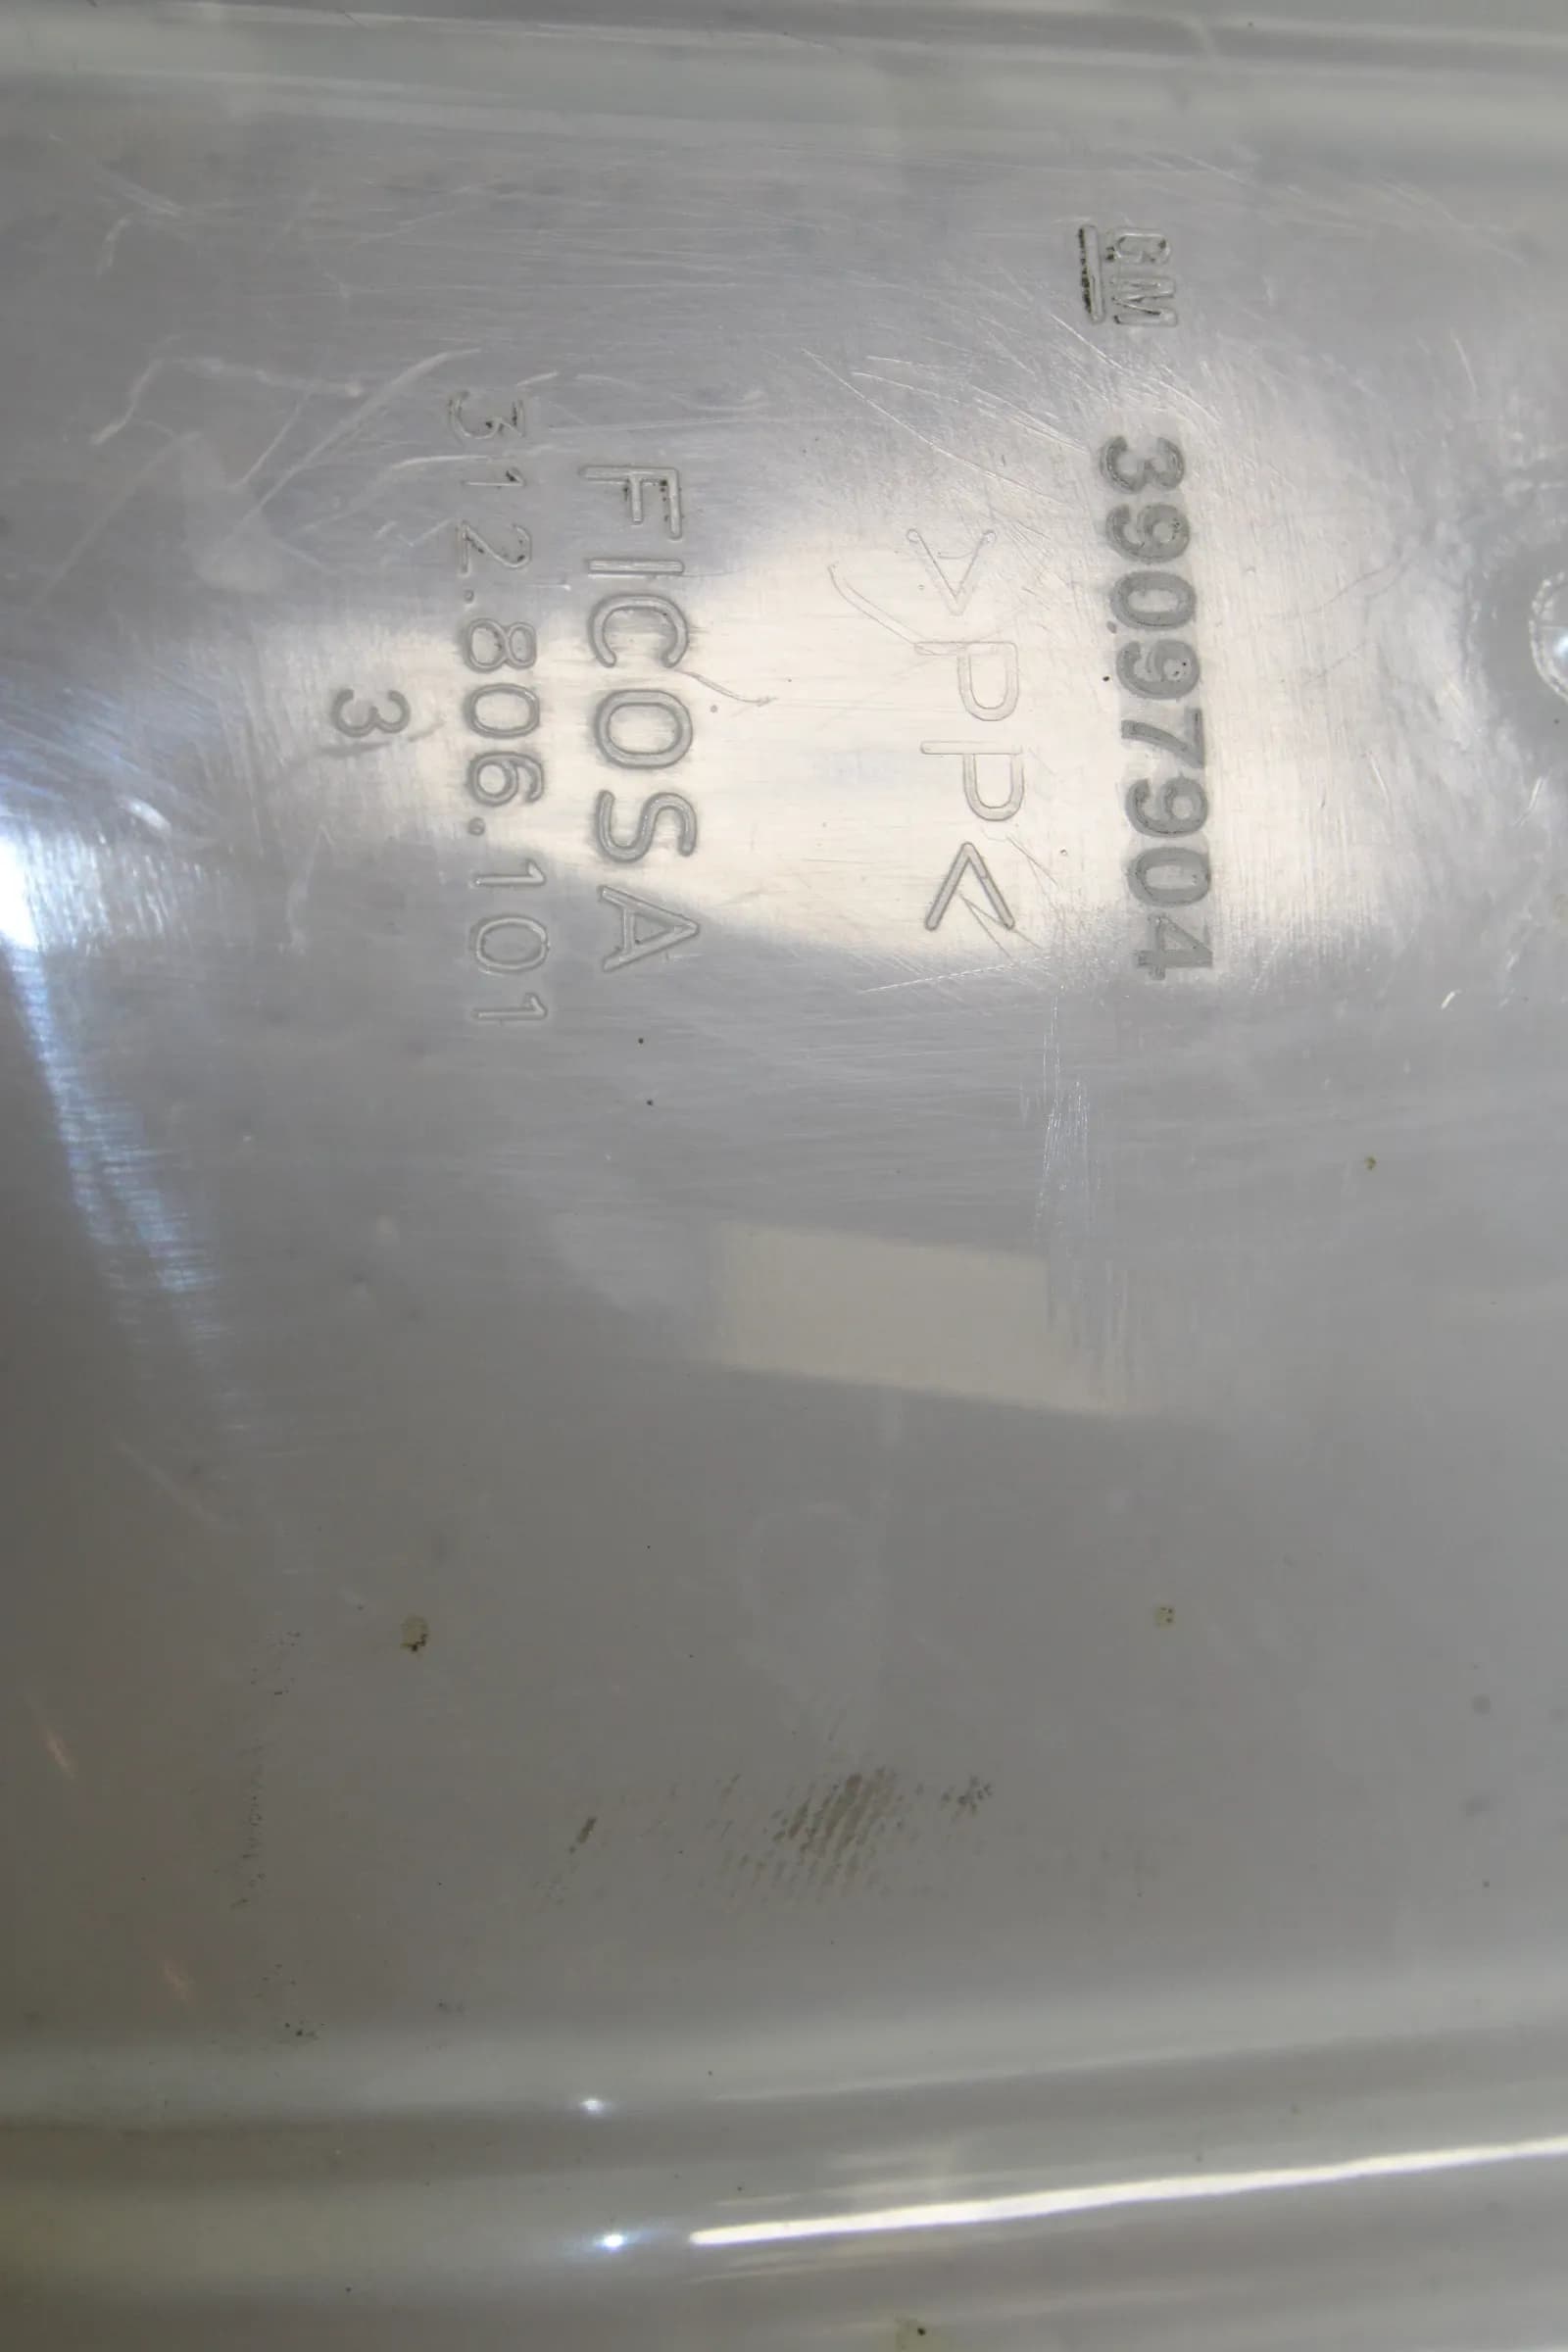 GM 39097904
>PP<
FICOSA
312.806.101
3